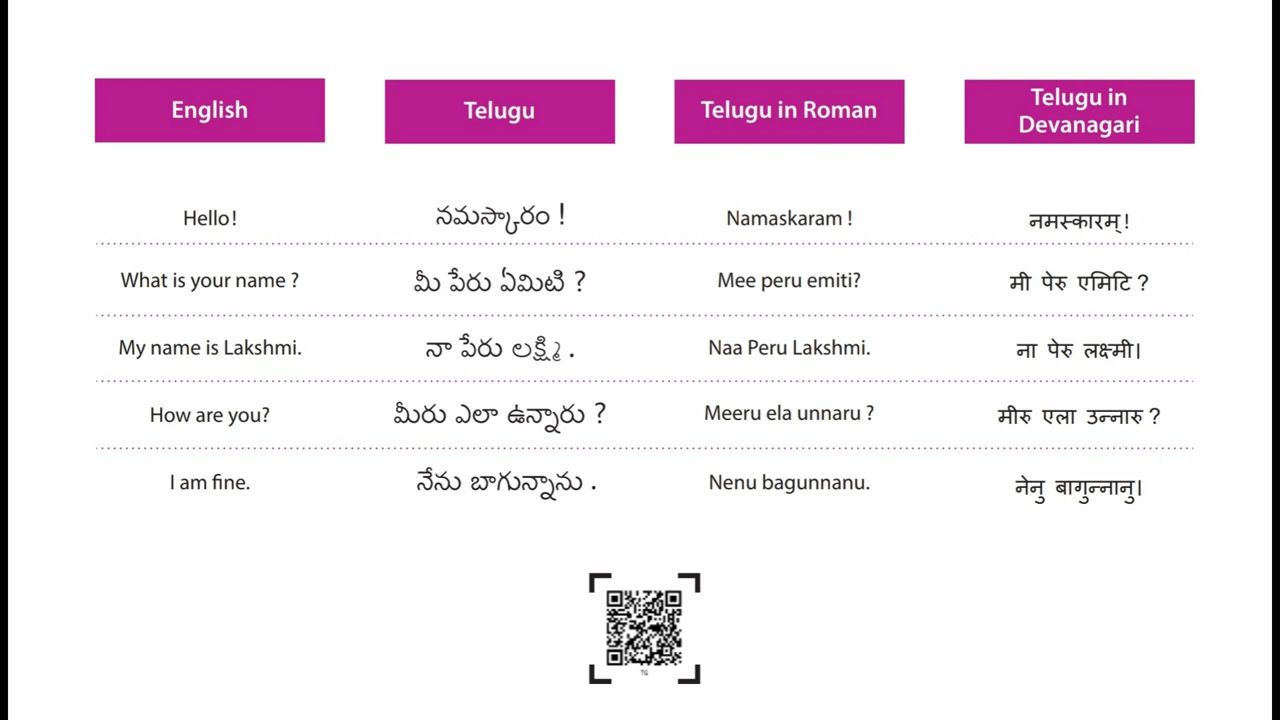 English
Telugu
Telugu in Roman
Telugu in
Devanagari
Hello!
నమస్కారం !
Namaskaram !
नमस्कारम्!
What is your name ?
మీ పేరు ఏమిటి ?
Mee peru emiti?
मी पेरु एमिटि ?
My name is Lakshmi.
నా పేరు లక్ష్మి .
Naa Peru Lakshmi.
ना पेरु लक्ष्मी।
How are you?
మీరు ఎలా ఉన్నారు ?
Meeru ela unnaru ?
मीरु एला उन्नारु ?
I am fine.
నేను బాగున్నాను .
Nenu bagunnanu.
नेनु बागुन्नानु।
TG